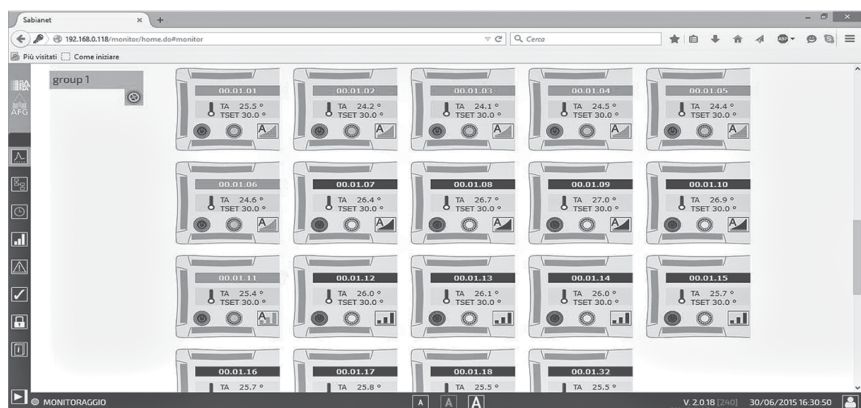 Sabianet
192.168.0.118/monitor/home.do#monitor
Cerca
ABP
Più visitati Come iniziare
group 1
AFG
00.01.01
TA 25.5 °
TSET 30.0 °
A
00.01.02
TA 24.2 °
TSET 30.0 °
A
00.01.03
TA 24.1 °
TSET 30.0 °
A
00.01.04
TA 24.5 °
TSET 30.0 °
A
00.01.05
TA 24.4 °
TSET 30.0 °
A
00.01.06
TA 24.6 °
TSET 30.0 °
A
00.01.07
TA 26.4 °
TSET 30.0 °
A
00.01.08
TA 26.7 °
TSET 30.0 °
A
00.01.09
TA 27.0 °
TSET 30.0 °
A
00.01.10
TA 26.9 °
TSET 30.0 °
A
00.01.11
TA 25.4 °
TSET 30.0 °
A
00.01.12
TA 26.0 °
TSET 30.0 °
00.01.13
TA 26.1 °
TSET 30.0 °
00.01.14
TA 26.0 °
TSET 30.0 °
00.01.15
TA 25.7 °
TSET 30.0 °
00.01.16
TA 25.7 °
00.01.17
TA 25.8 °
00.01.18
TA 25.5 °
00.01.32
TA 25.5 °
MONITORAGGIO
A A A
V. 2.0.18 [240] 30/06/2015 16:30:50